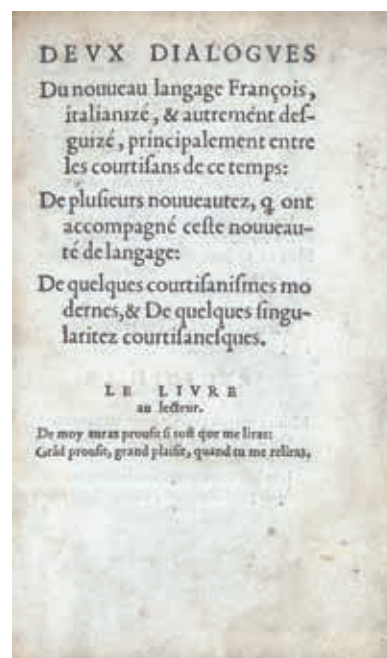 DEVX DIALOGVES
Du nouueau langage François,
italianizé, & autremént deſ-
guizé, principalement entre
les courtiſans de ce temps:
De pluſieurs nouueautez, q̃ ont
accompagné ceſte nouueau-
té de langage:
De quelques courtiſaniſmes mo
dernes, & De quelques ſingu-
laritez courtiſaneſques.
LE LIVRE
au lecteur.
De moy auras proufit ſi toſt que me liras:
Grãd proufit, grand plaiſir, quand tu me reliras,